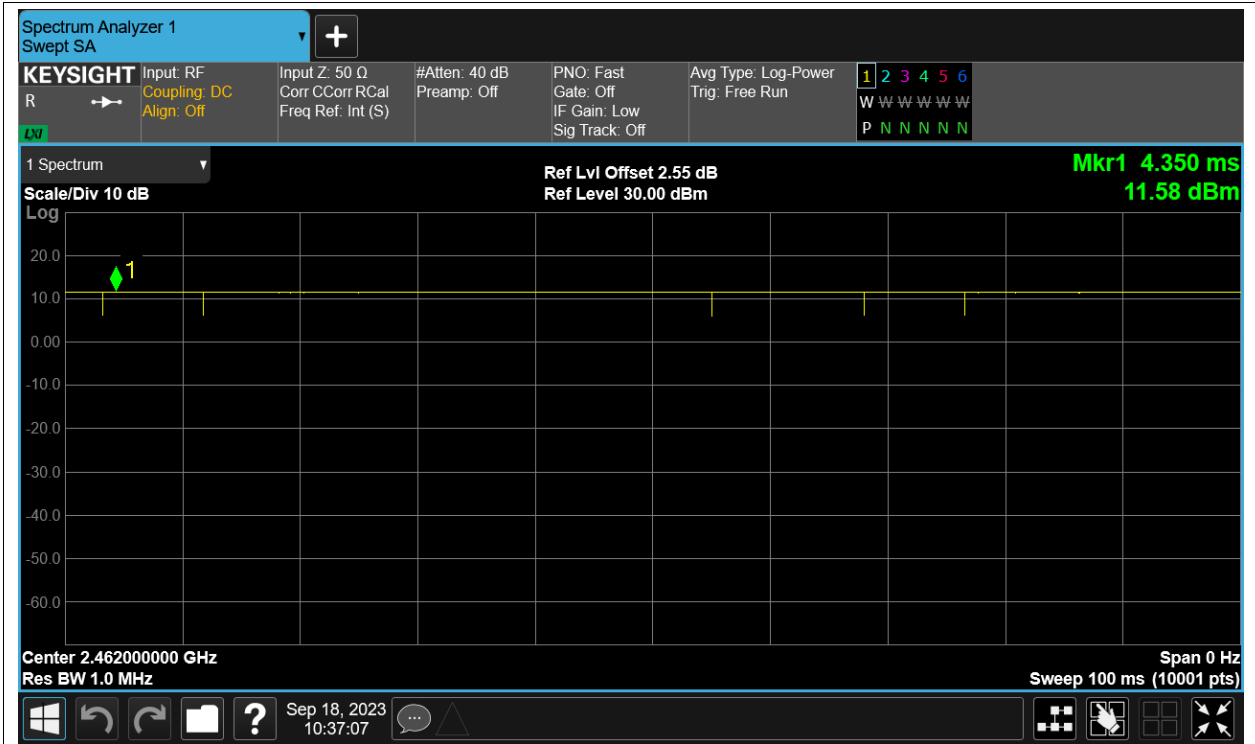 Spectrum Analyzer 1
Swept SA
+
KEYSIGHT
R
LXI
Input: RF
Coupling: DC
Align: Off
Input Z: 50 Ω
Corr CCorr RCal
Freq Ref: Int (S)
#Atten: 40 dB
Preamp: Off
PNO: Fast
Gate: Off
IF Gain: Low
Sig Track: Off
Avg Type: Log-Power
Trig: Free Run
1 2 3 4 5 6
W W W W W W
P N N N N N
1 Spectrum
Ref Lvl Offset 2.55 dB
Mkr1 4.350 ms
Scale/Div 10 dB
Ref Level 30.00 dBm
11.58 dBm
Log
20.0
1
10.0
0.00
-10.0
-20.0
-30.0
-40.0
-50.0
-60.0
Center 2.462000000 GHz
Span 0 Hz
Res BW 1.0 MHz
Sweep 100 ms (10001 pts)
?
Sep 18, 2023
10:37:07